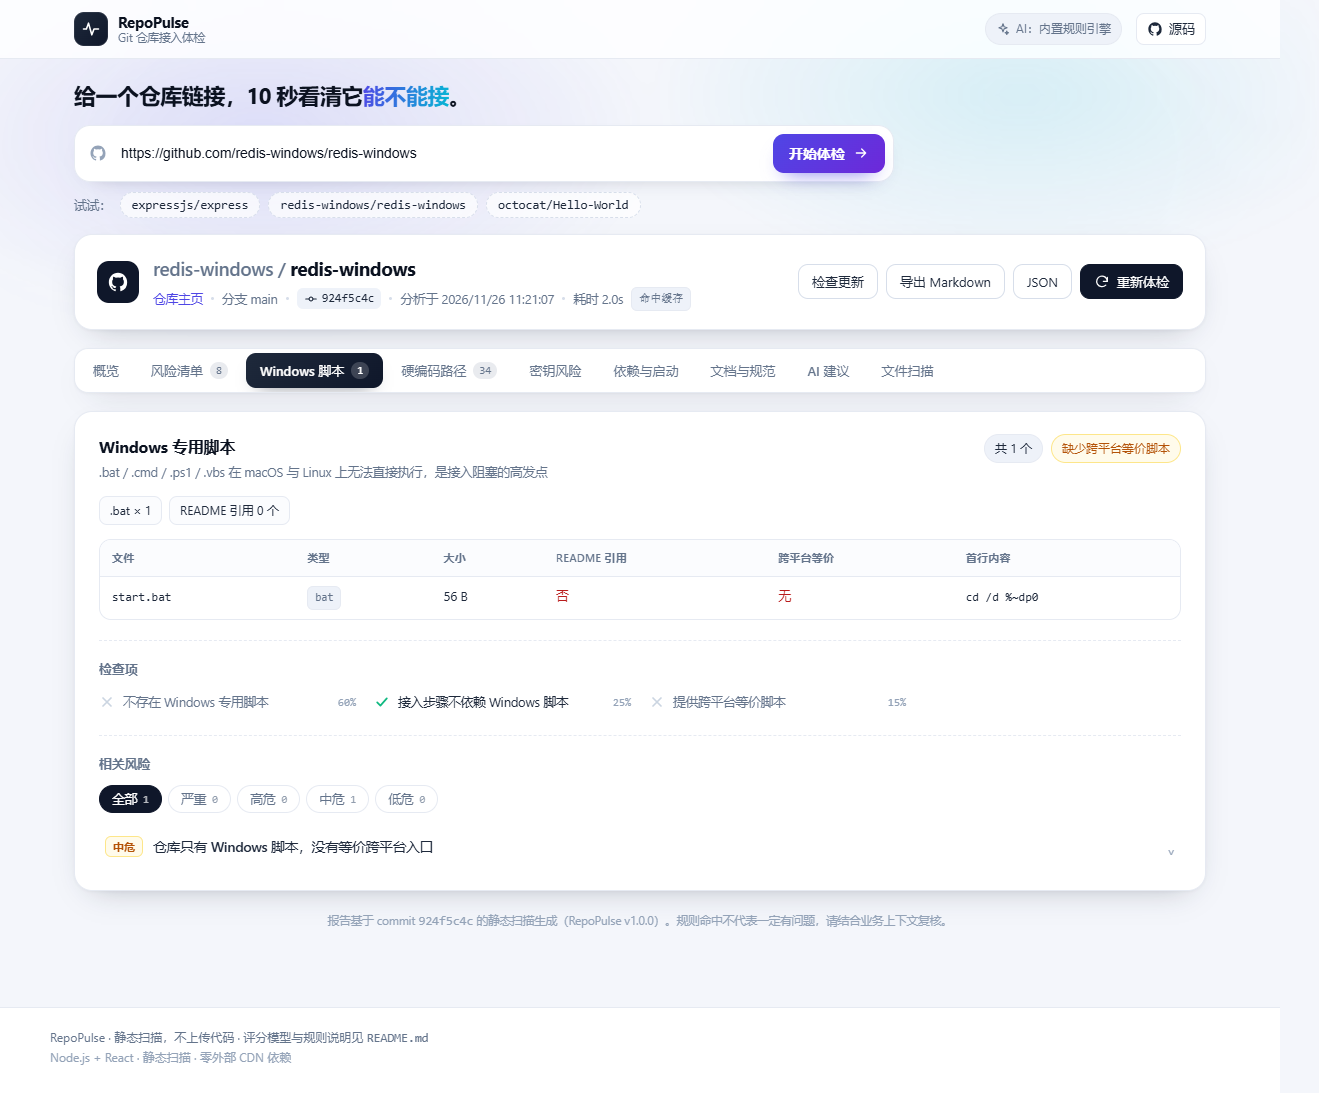 RepoPulse
Git 仓库接入体检
AI：内置规则引擎
源码
给一个仓库链接，10 秒看清它能不能接。
https://github.com/redis-windows/redis-windows
开始体检 →
试试：
expressjs/express
redis-windows/redis-windows
octocat/Hello-World
redis-windows / redis-windows
仓库主页 · 分支 main · 924f5c4c · 分析于 2026/11/26 11:21:07 · 耗时 2.0s 命中缓存
检查更新
导出 Markdown
JSON
重新体检
概览
风险清单 8
Windows 脚本 1
硬编码路径 34
密钥风险
依赖与启动
文档与规范
AI 建议
文件扫描
Windows 专用脚本
共 1 个
缺少跨平台等价脚本
.bat / .cmd / .ps1 / .vbs 在 macOS 与 Linux 上无法直接执行，是接入阻塞的高发点
.bat × 1
README 引用 0 个
文件 类型 大小 README 引用 跨平台等价 首行内容
start.bat bat 56 B 否 无 cd /d %~dp0
检查项
不存在 Windows 专用脚本 60%
接入步骤不依赖 Windows 脚本 25%
提供跨平台等价脚本 15%
相关风险
全部 1
严重 0
高危 0
中危 1
低危 0
中危 仓库只有 Windows 脚本，没有等价跨平台入口 v
报告基于 commit 924f5c4c 的静态扫描生成（RepoPulse v1.0.0）。规则命中不代表一定有问题，请结合业务上下文复核。
RepoPulse · 静态扫描，不上传代码 · 评分模型与规则说明见 README.md
Node.js + React · 静态扫描 · 零外部 CDN 依赖